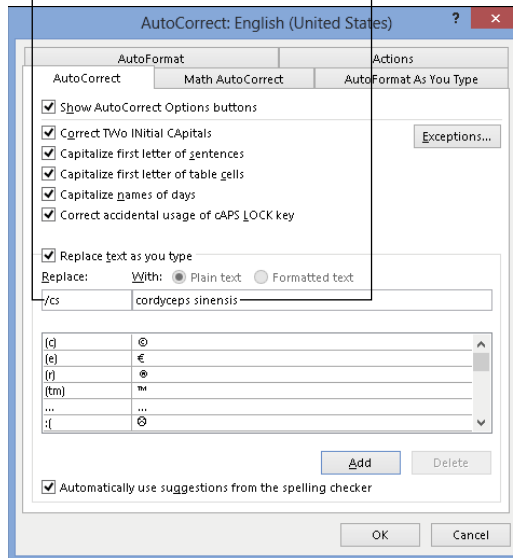 AutoCorrect: English (United States) ? ×
AutoFormat Actions
AutoCorrect Math AutoCorrect AutoFormat As You Type
Show AutoCorrect Options buttons
Correct TWo INitial CApitals Exceptions...
Capitalize first letter of sentences
Capitalize first letter of table cells
Capitalize names of days
Correct accidental usage of cAPS LOCK key
Replace text as you type
Replace: With: Plain text Formatted text
/cs cordyceps sinensis
(c) ©
(e) €
(r) ®
(tm) ™
... ...
:( ☹
Add Delete
Automatically use suggestions from the spelling checker
OK Cancel